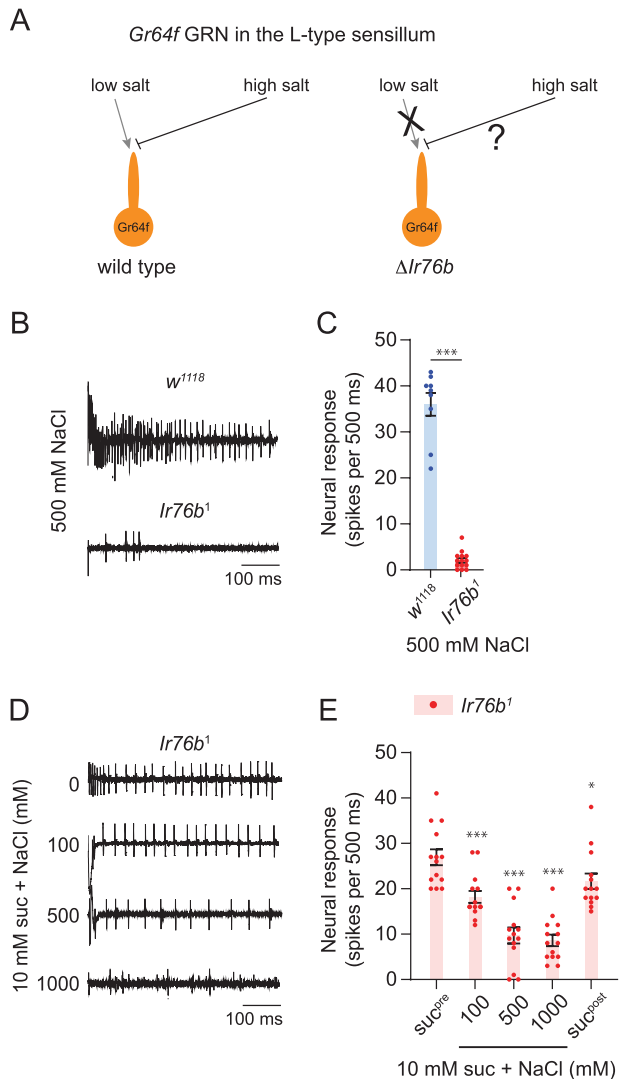 A
Gr64f GRN in the L-type sensillum
low salt
high salt
low salt
high salt
X
?
Gr64f
Gr64f
wild type
ΔIr76b
B
500 mM NaCl
w1118
Ir76b1
100 ms
C
Neural response
(spikes per 500 ms)
50
40
30
20
10
0
***
w1118
Ir76b1
500 mM NaCl
D
Ir76b1
10 mM suc + NaCl (mM)
0
100
500
1000
100 ms
E
Ir76b1
Neural response
(spikes per 500 ms)
50
40
30
20
10
0
***
***
***
*
sucpre
100
500
1000
sucpost
10 mM suc + NaCl (mM)